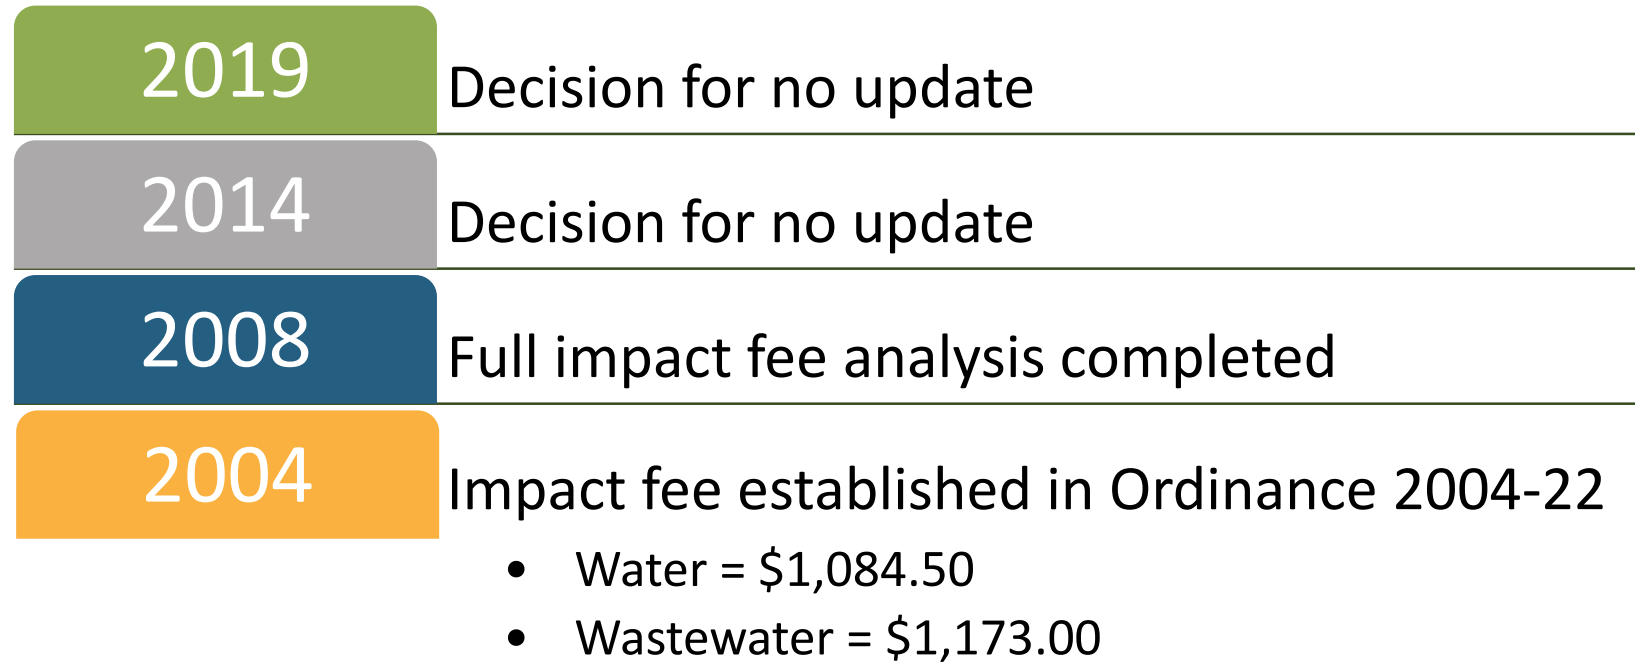 2019
Decision for no update
2014
Decision for no update
2008
Full impact fee analysis completed
2004
Impact fee established in Ordinance 2004-22
• Water = $1,084.50
• Wastewater = $1,173.00